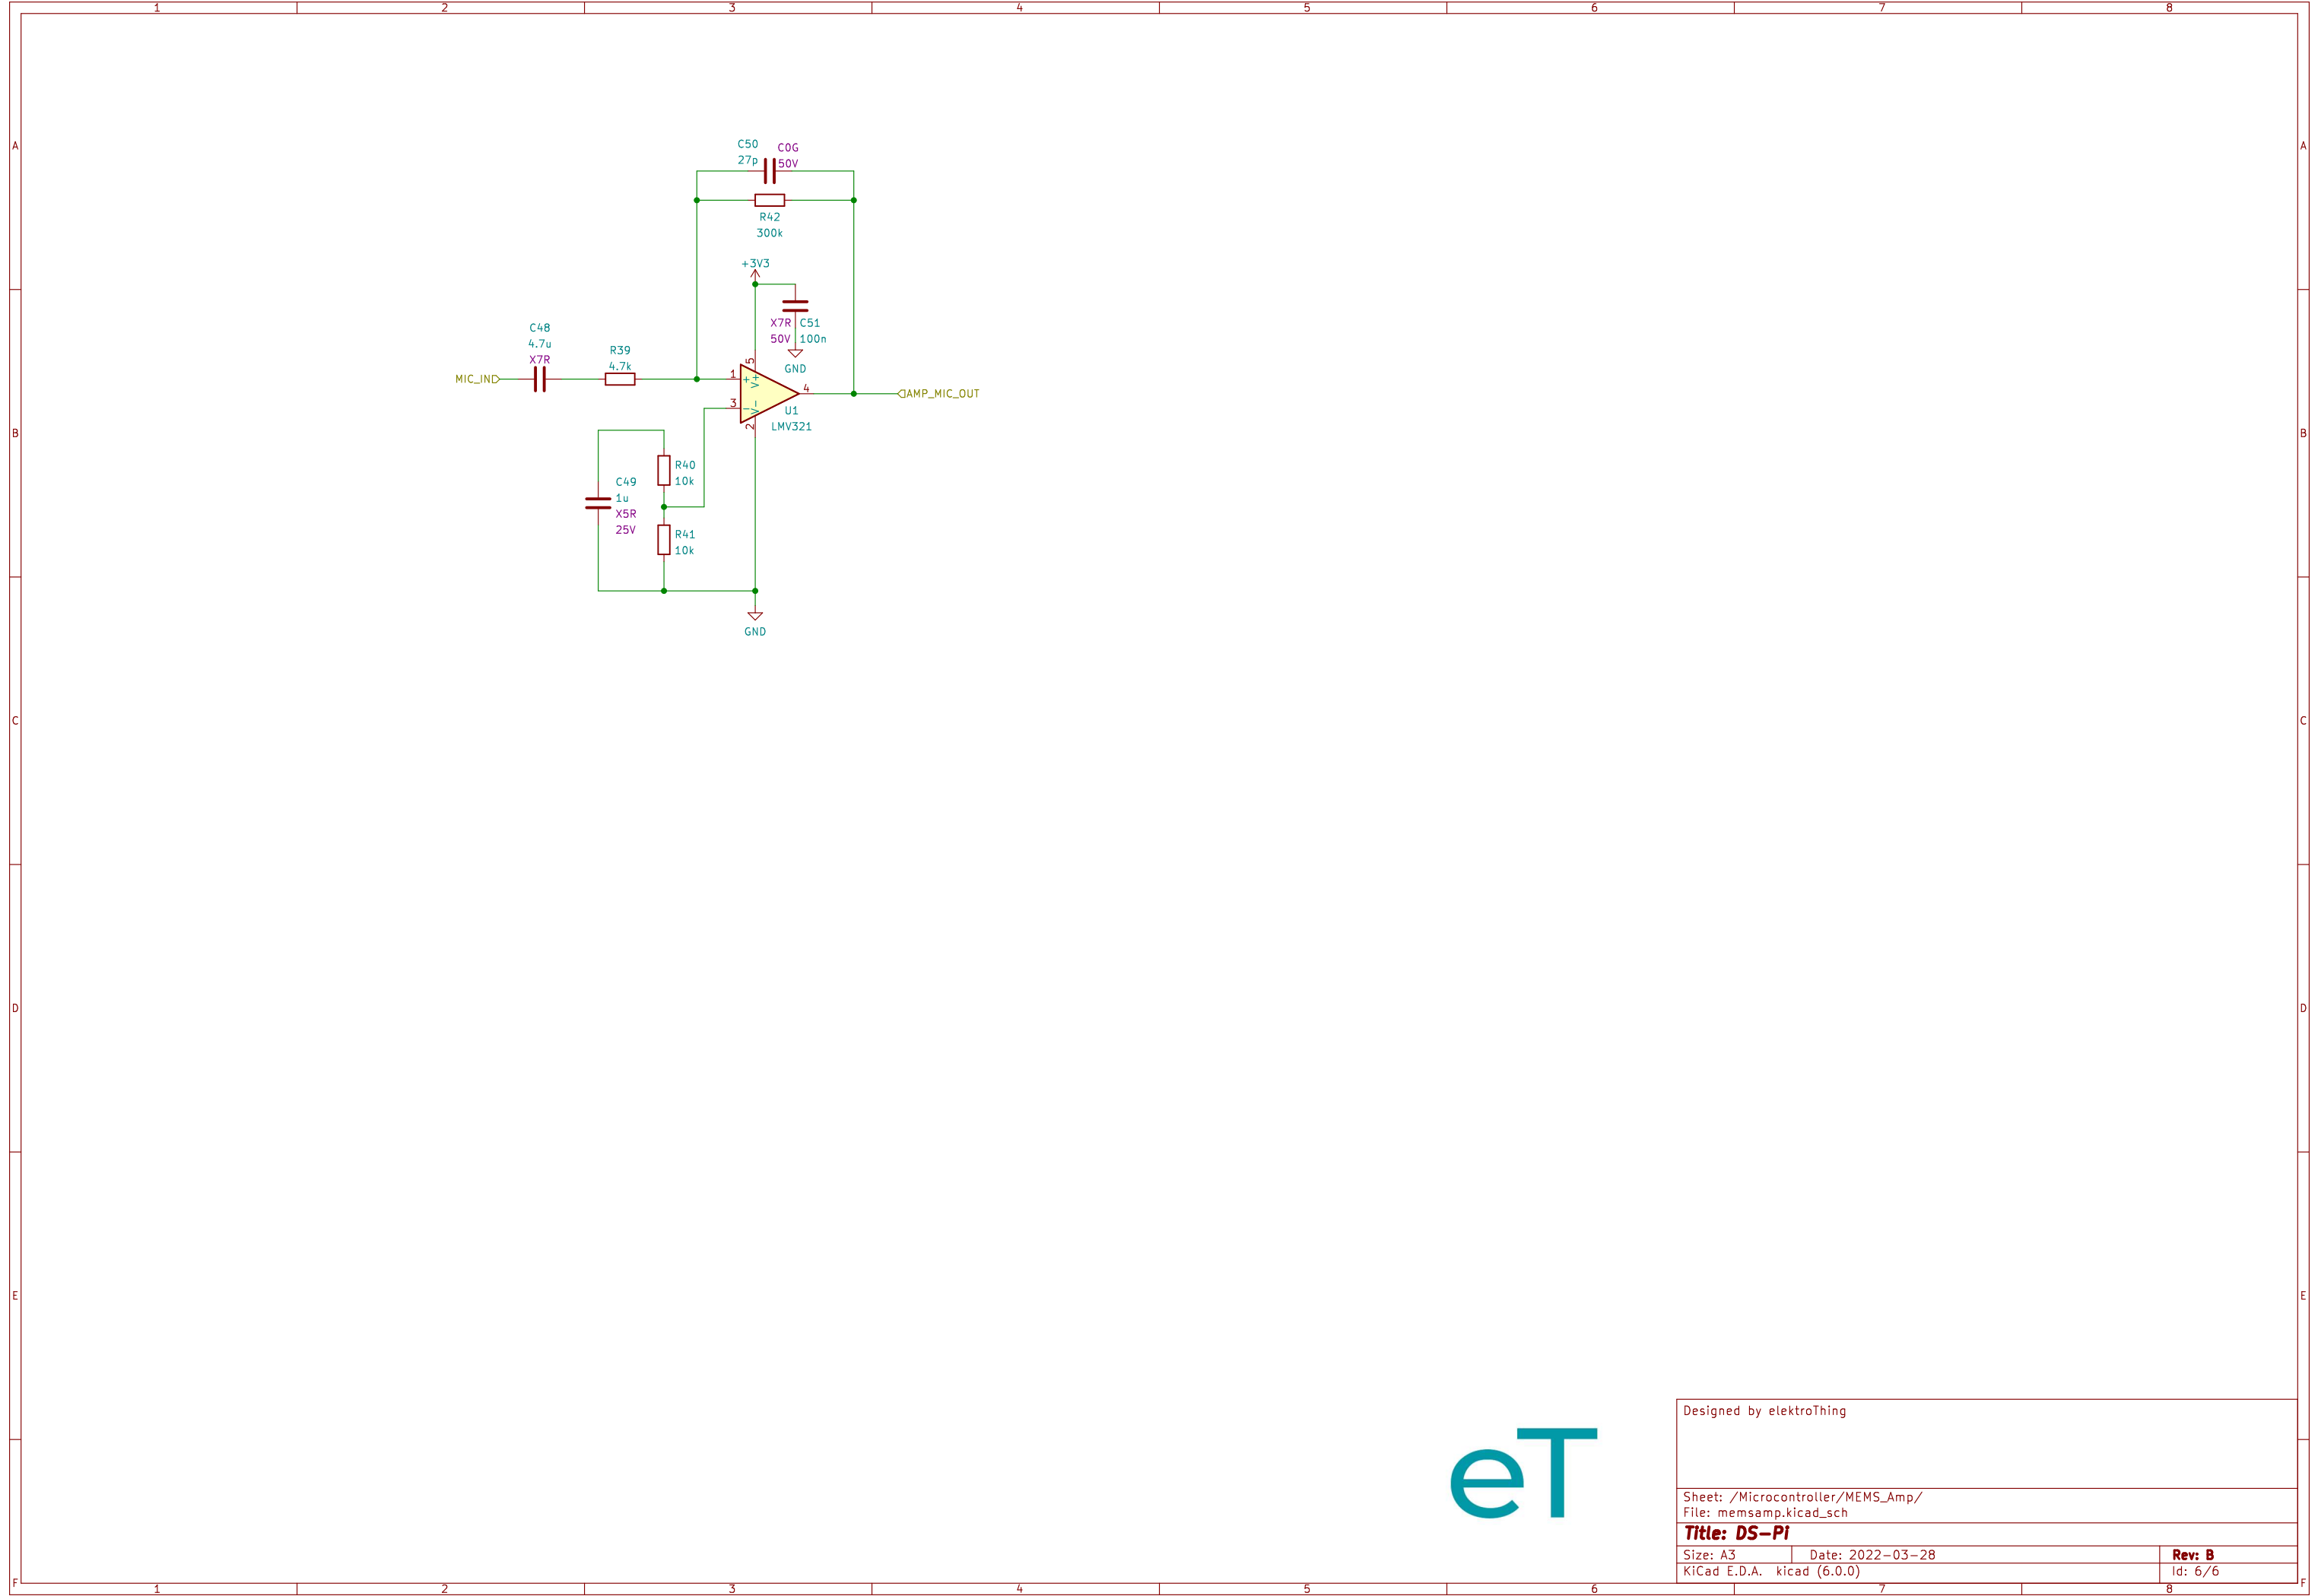 1 2 3 4 5 6 7 8
A A
C50 C0G
27p 50V
R42
300k
+3V3
B B
C48
4.7u
X7R
R39
4.7k
X7R C51
50V 100n
GND
MIC_IN
1 + 5 V+
3 - V- 2
4
AMP_MIC_OUT
U1
LMV321
R40
10k
C49
1u
X5R
25V
R41
10k
GND
C C
D D
E E
eT
Designed by elektroThing
Sheet: /Microcontroller/MEMS_Amp/
File: memsamp.kicad_sch
Title: DS-Pi
Size: A3 Date: 2022-03-28 Rev: B
KiCad E.D.A. kicad (6.0.0) Id: 6/6
F F
1 2 3 4 5 6 7 8